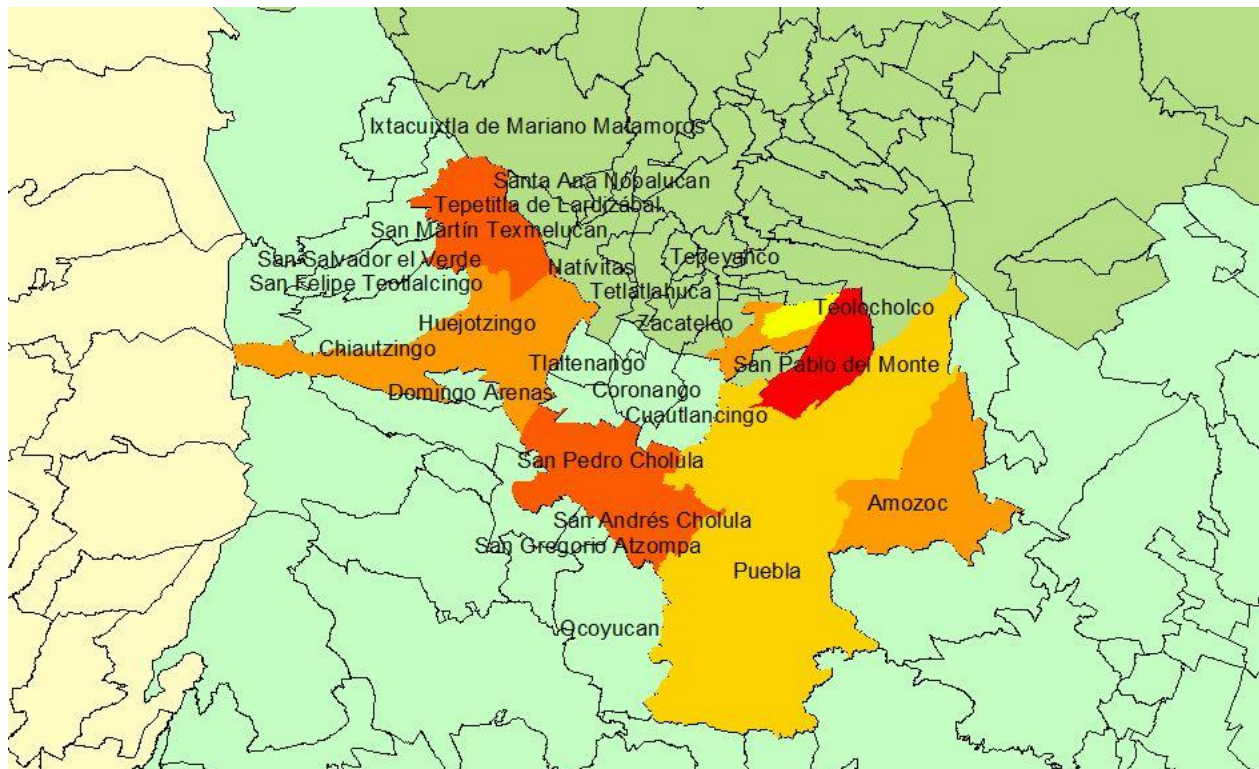 Ixtacuixtla de Mariano Matamoros
Santa Ana Nopalucan
Tepetitla de Lardizábal
San Martín Texmelucan
San Salvador el Verde
San Felipe Teotlalcingo
Natívitas
Tepeyanco
Tetlatlahuca
Teolocholco
Huejotzingo
Zacatelco
Chiautzingo
Tlaltenango
San Pablo del Monte
Domingo Arenas
Coronango
Cuautlancingo
San Pedro Cholula
Amozoc
San Andrés Cholula
San Gregorio Atzompa
Puebla
Ocoyucan